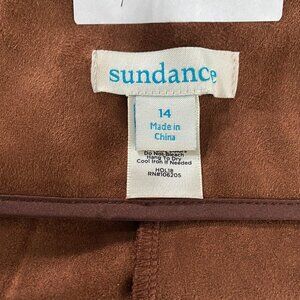 sundance
14
Made in
China
Do Not Bleach
Hang To Dry
Cool Iron If Needed
HOL18
RN#106205